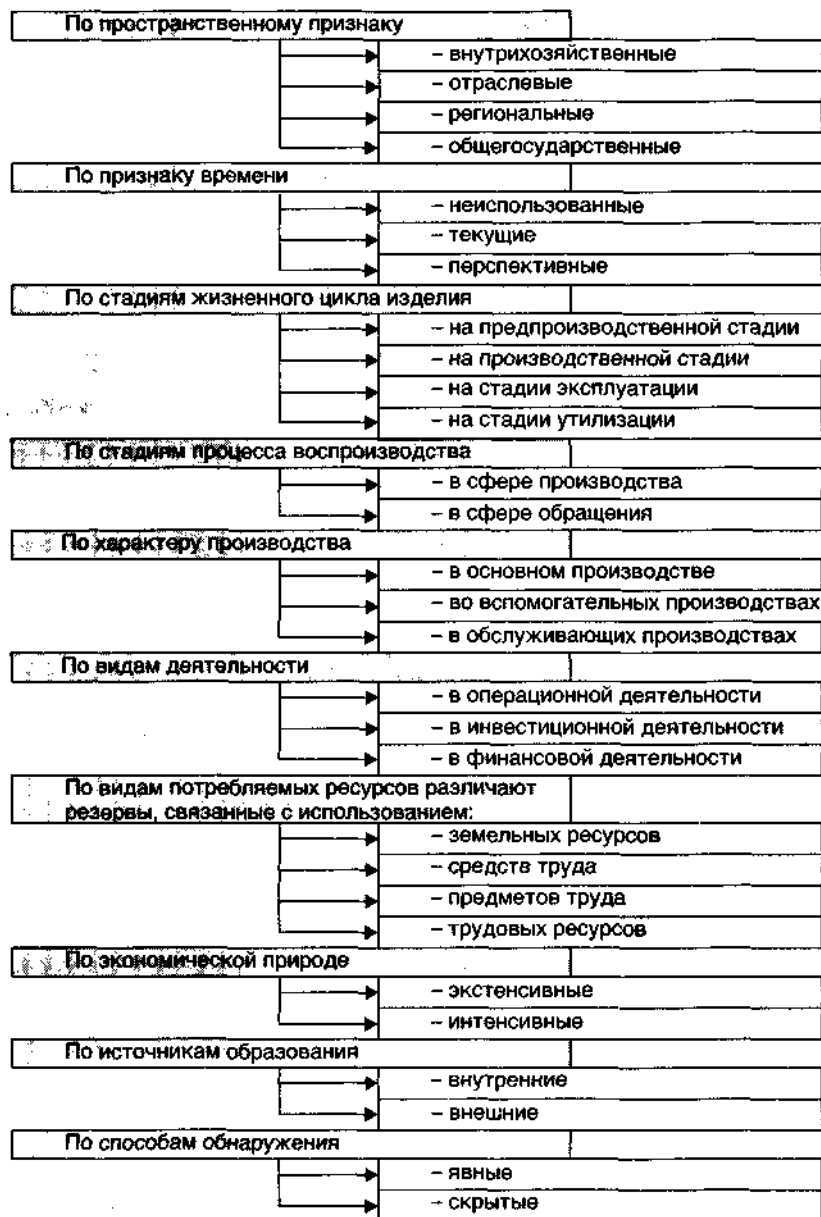 По пространственному признаку
– внутрихозяйственные
– отраслевые
– региональные
– общегосударственные
По признаку времени
– неиспользованные
– текущие
– перспективные
По стадиям жизненного цикла изделия
– на предпроизводственной стадии
– на производственной стадии
– на стадии эксплуатации
– на стадии утилизации
По стадиям процесса воспроизводства
– в сфере производства
– в сфере обращения
По характеру производства
– в основном производстве
– во вспомогательных производствах
– в обслуживающих производствах
По видам деятельности
– в операционной деятельности
– в инвестиционной деятельности
– в финансовой деятельности
По видам потребляемых ресурсов различают
резервы, связанные с использованием:
– земельных ресурсов
– средств труда
– предметов труда
– трудовых ресурсов
По экономической природе
– экстенсивные
– интенсивные
По источникам образования
– внутренние
– внешние
По способам обнаружения
– явные
– скрытые